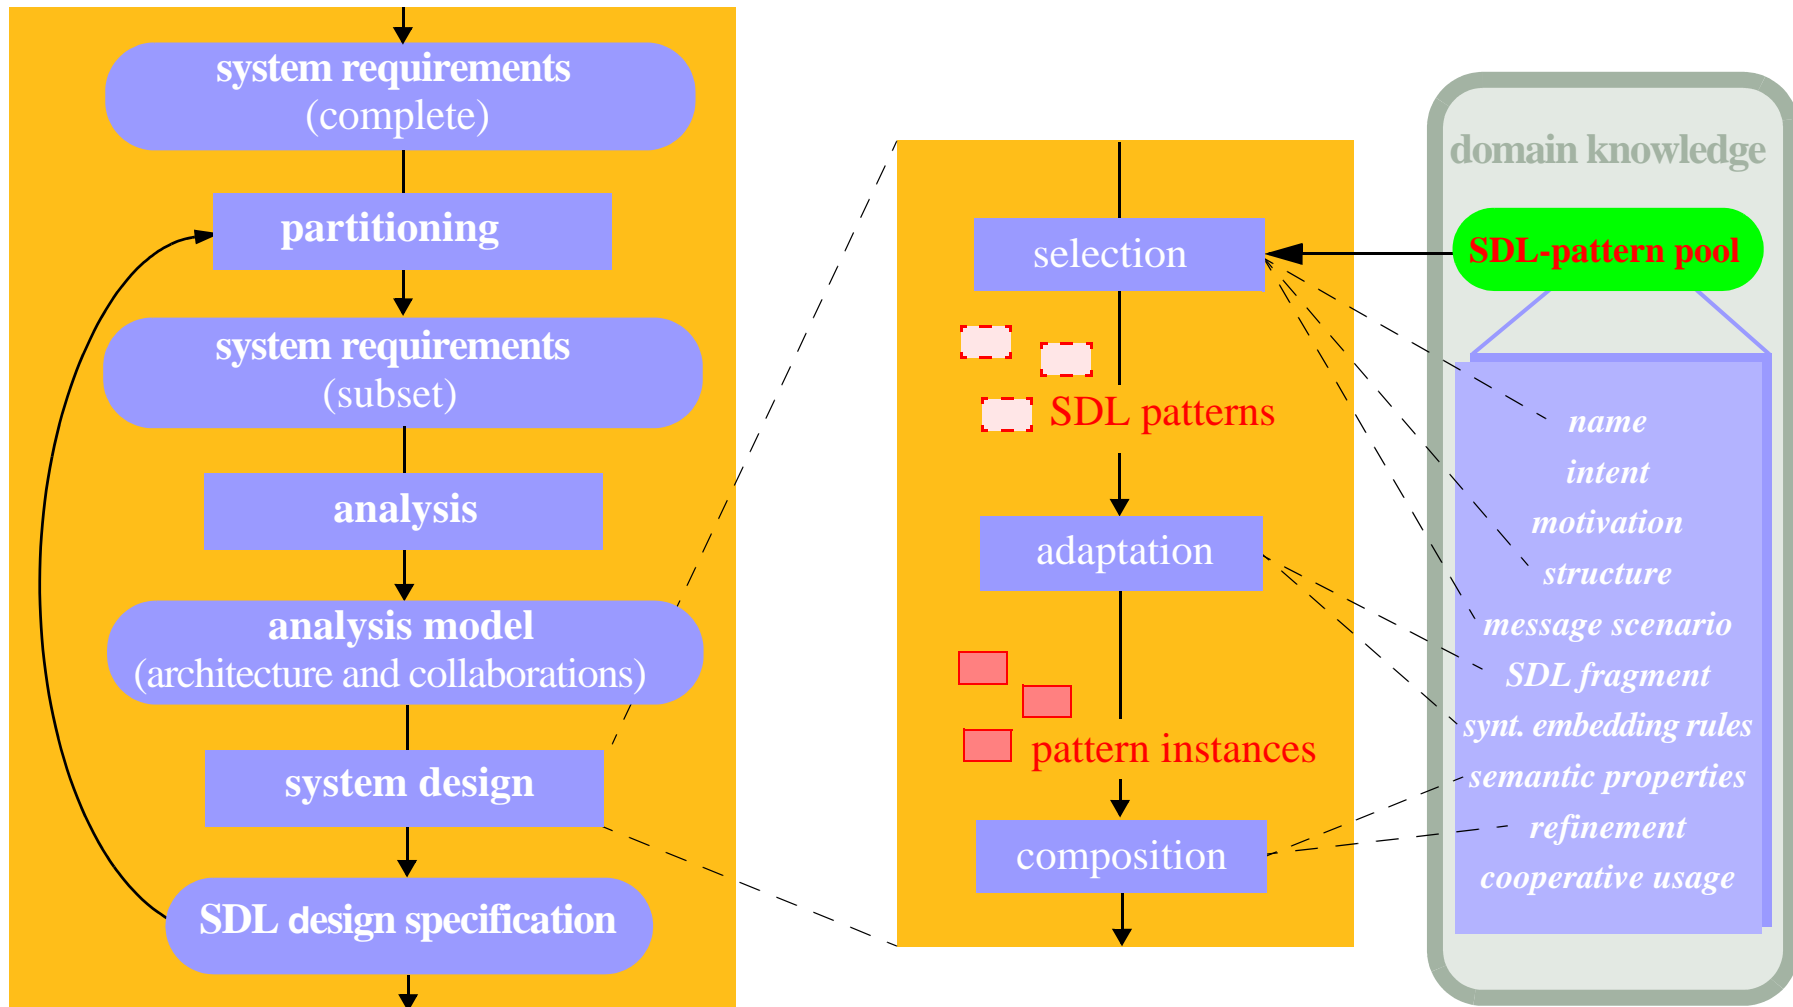 system requirements
(complete)
partitioning
system requirements
(subset)
analysis
analysis model
(architecture and collaborations)
system design
SDL design specification
selection
SDL patterns
adaptation
pattern instances
composition
domain knowledge
SDL-pattern pool
name
intent
motivation
structure
message scenario
SDL fragment
synt. embedding rules
semantic properties
refinement
cooperative usage